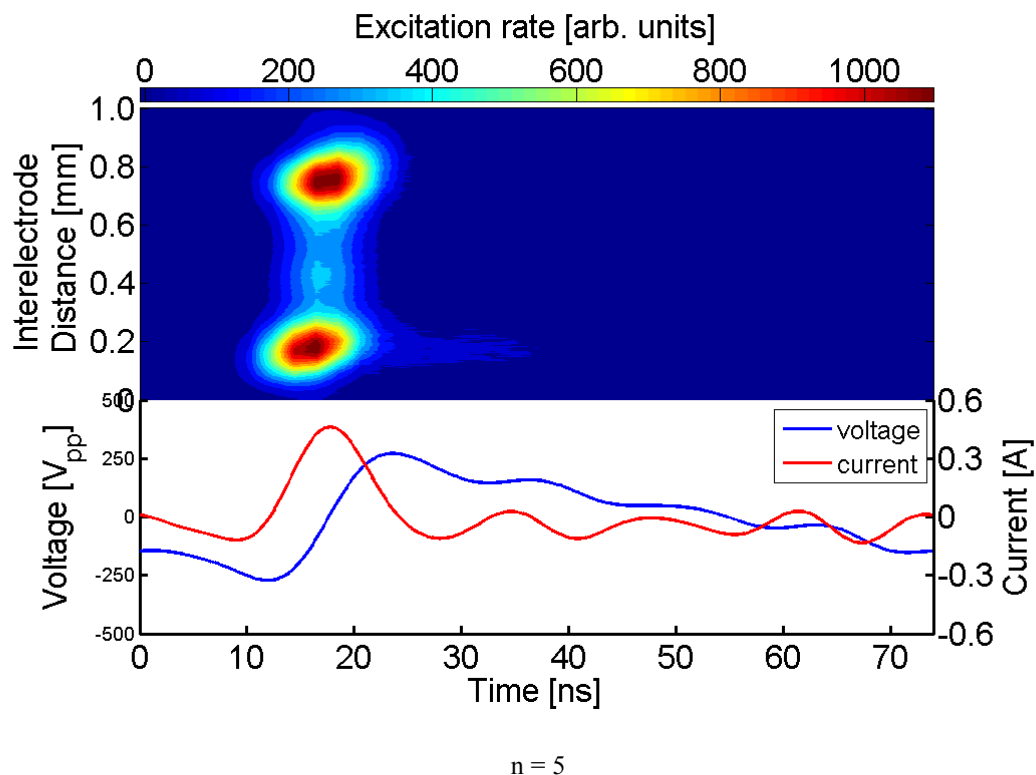 Excitation rate [arb. units]
0 200 400 600 800 1000
Interelectrode
Distance [mm]
1.0
0.8
0.6
0.4
0.2
0
Voltage [Vpp]
500
250
0
-250
-500
voltage
current
Current [A]
0.6
0.3
0
-0.3
-0.6
0 10 20 30 40 50 60 70
Time [ns]
n = 5